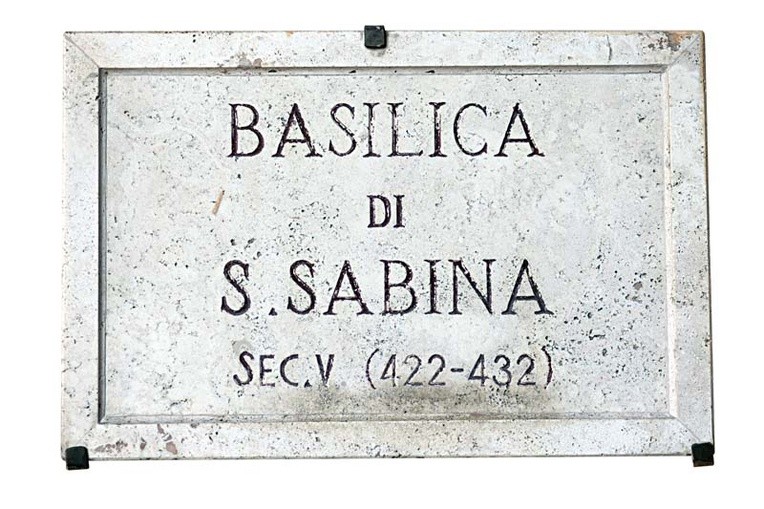 BASILICA
DI
S. SABINA
SEC. V (422-432)